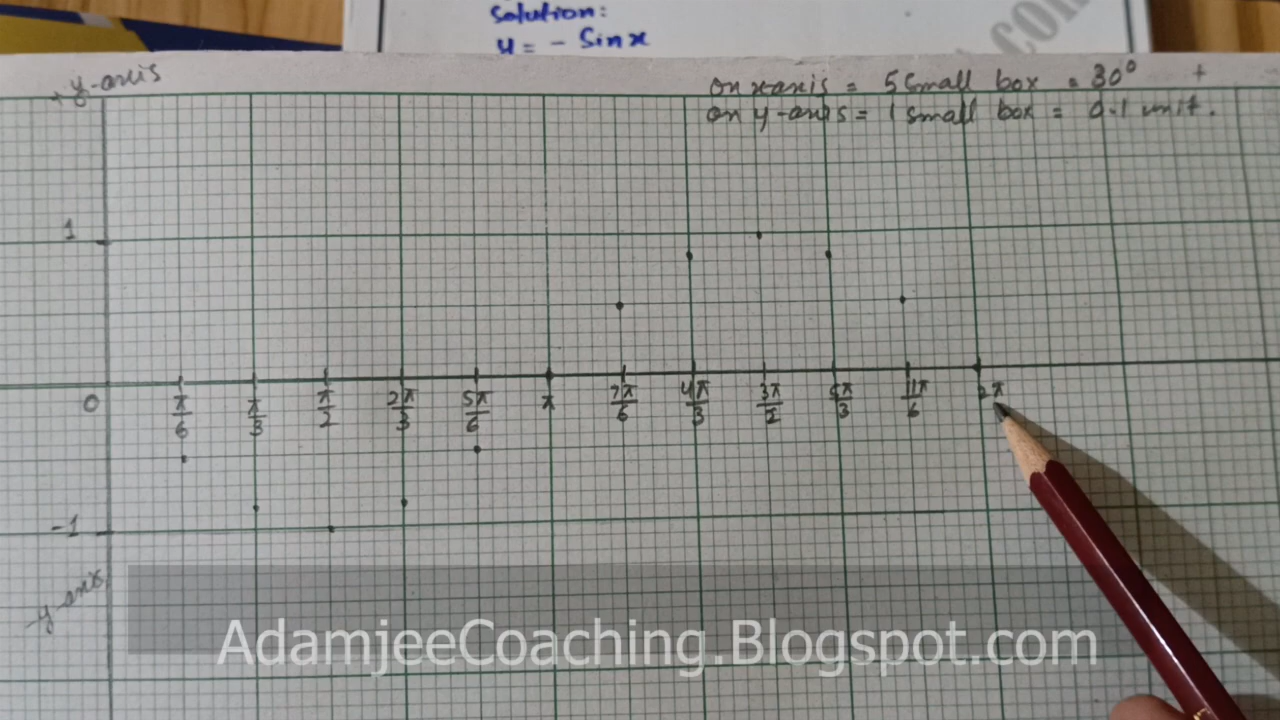 Solution:
y = - Sinx
.COM
+ y-axis
on x-axis = 5 small box = 30°
+
on y-axis = 1 small box = 0.1 unit.
1
0
π/6
π/3
π/2
2π/3
5π/6
π
7π/6
4π/3
3π/2
5π/3
11π/6
2π
-1
-y-axis
AdamjeeCoaching.Blogspot.com